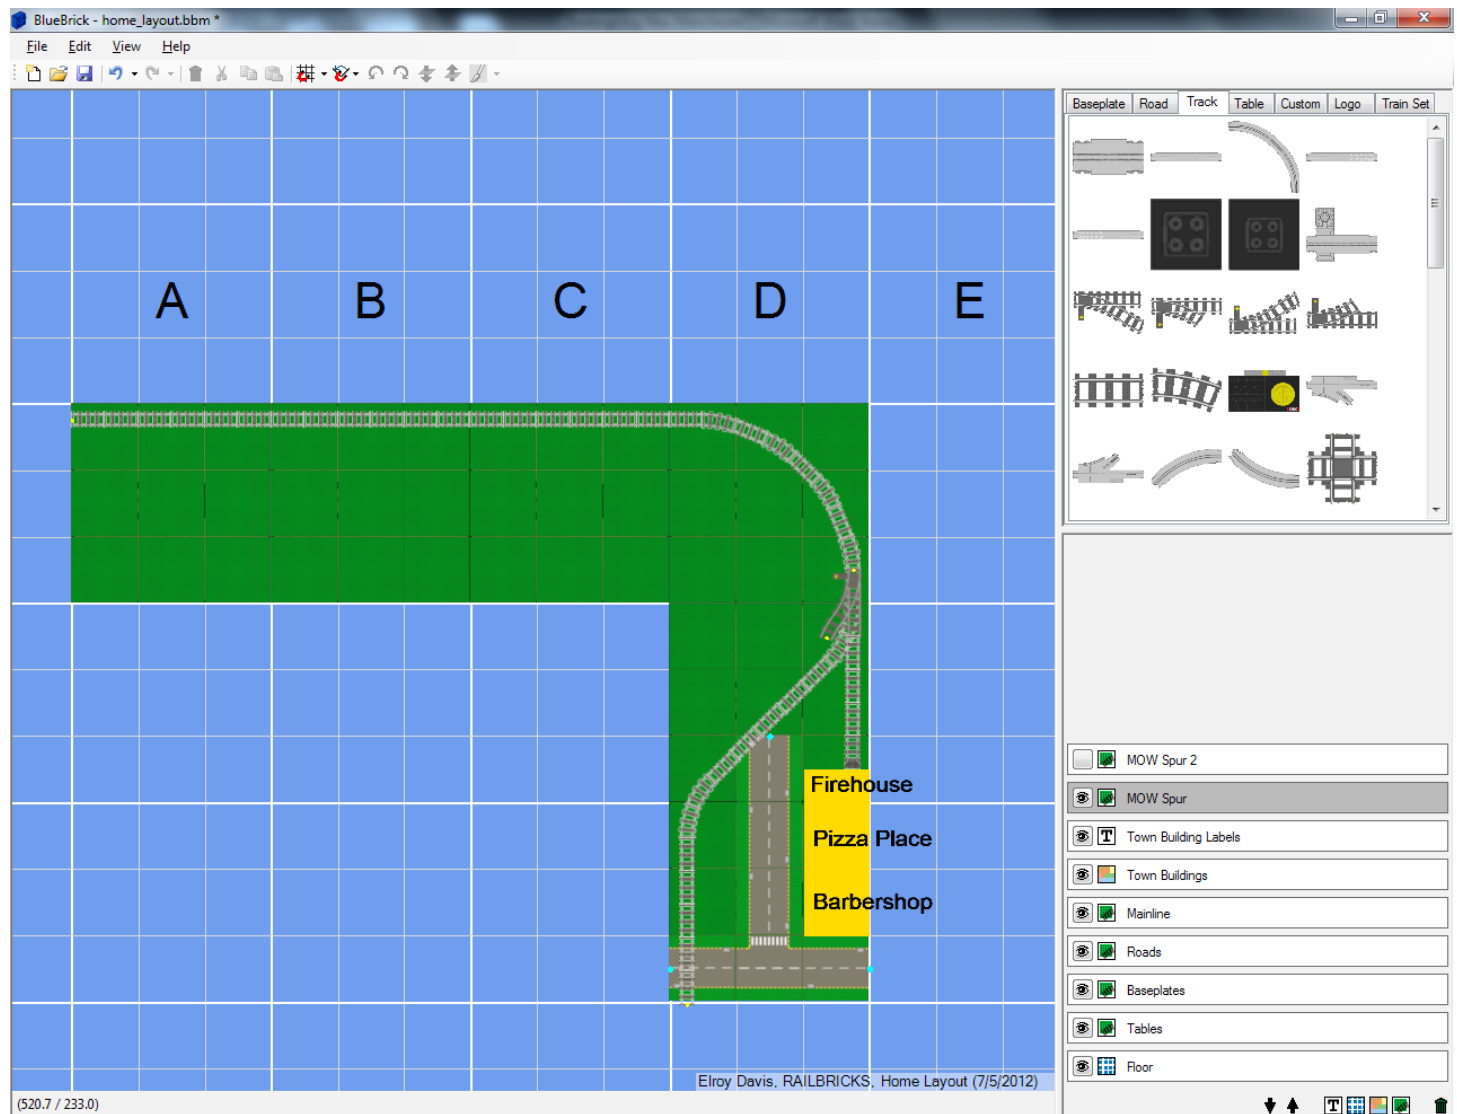 BlueBrick - home_layout.bbm *
File Edit View Help
Baseplate Road Track Table Custom Logo Train Set
A B C D E
Firehouse
Pizza Place
Barbershop
MOW Spur 2
MOW Spur
T Town Building Labels
Town Buildings
Mainline
Roads
Baseplates
Tables
Floor
Elroy Davis, RAILBRICKS, Home Layout (7/5/2012)
(520.7 / 233.0)
T